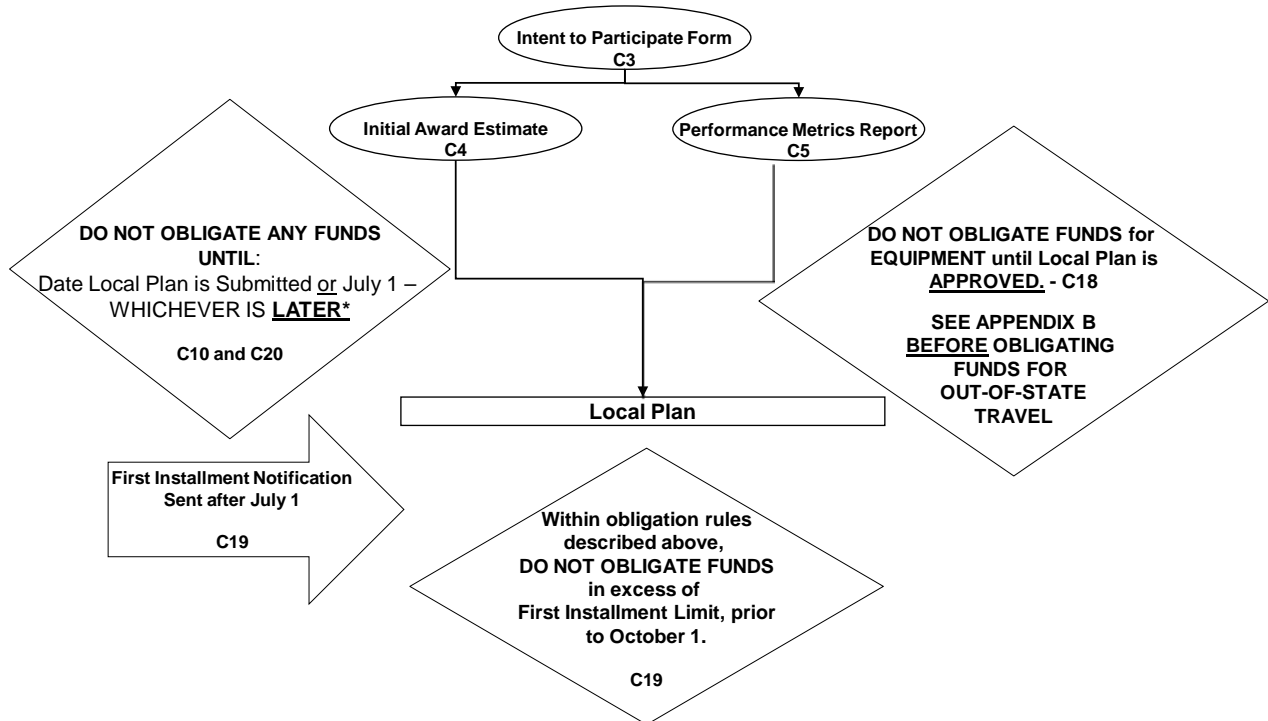 Intent to Participate Form
C3
Initial Award Estimate
C4
Performance Metrics Report
C5
DO NOT OBLIGATE ANY FUNDS
UNTIL:
Date Local Plan is Submitted or July 1 –
WHICHEVER IS LATER*
C10 and C20
DO NOT OBLIGATE FUNDS for
EQUIPMENT until Local Plan is
APPROVED. - C18
SEE APPENDIX B
BEFORE OBLIGATING
FUNDS FOR
OUT-OF-STATE
TRAVEL
Local Plan
First Installment Notification
Sent after July 1
C19
Within obligation rules
described above,
DO NOT OBLIGATE FUNDS
in excess of
First Installment Limit, prior
to October 1.
C19